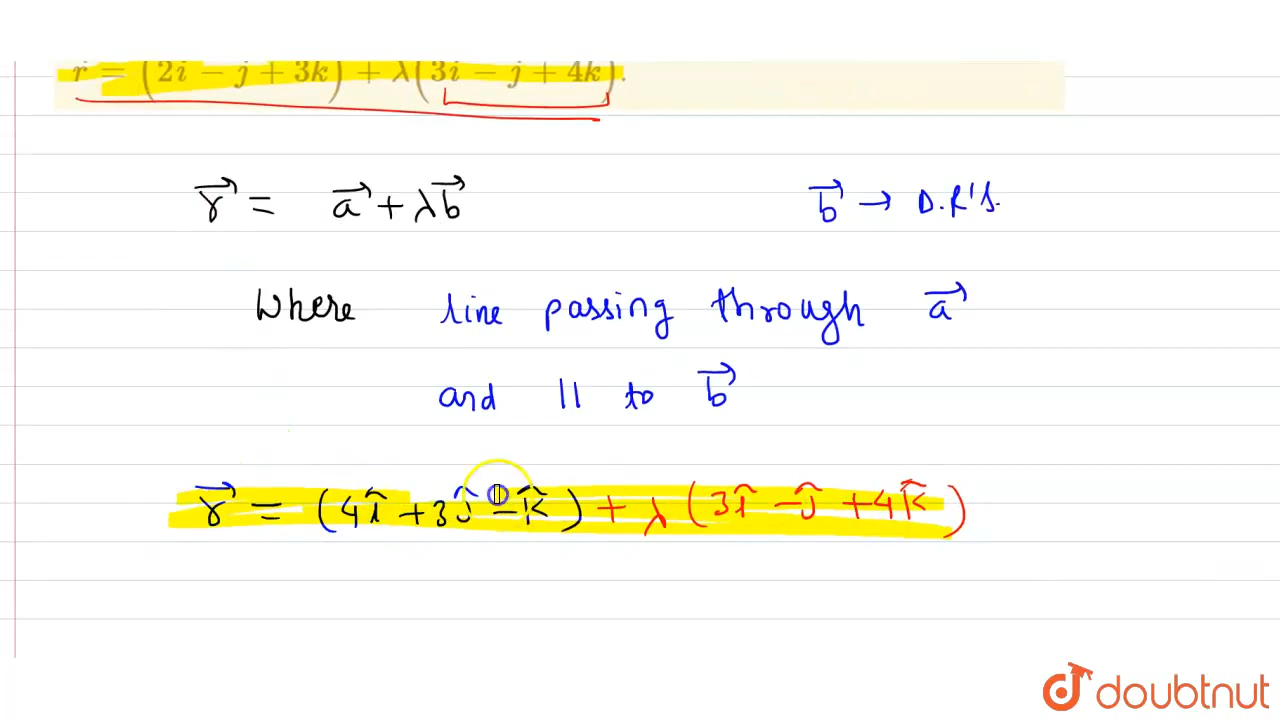 r = (2i − j + 3k) + λ(3i − j + 4k).
r⃗ = a⃗ + λb⃗
b⃗ → D.R's.
Where line passing through a⃗
and || to b⃗
r⃗ = (4î + 3ĵ − k̂) + λ(3î − ĵ + 4k̂)
doubtnut